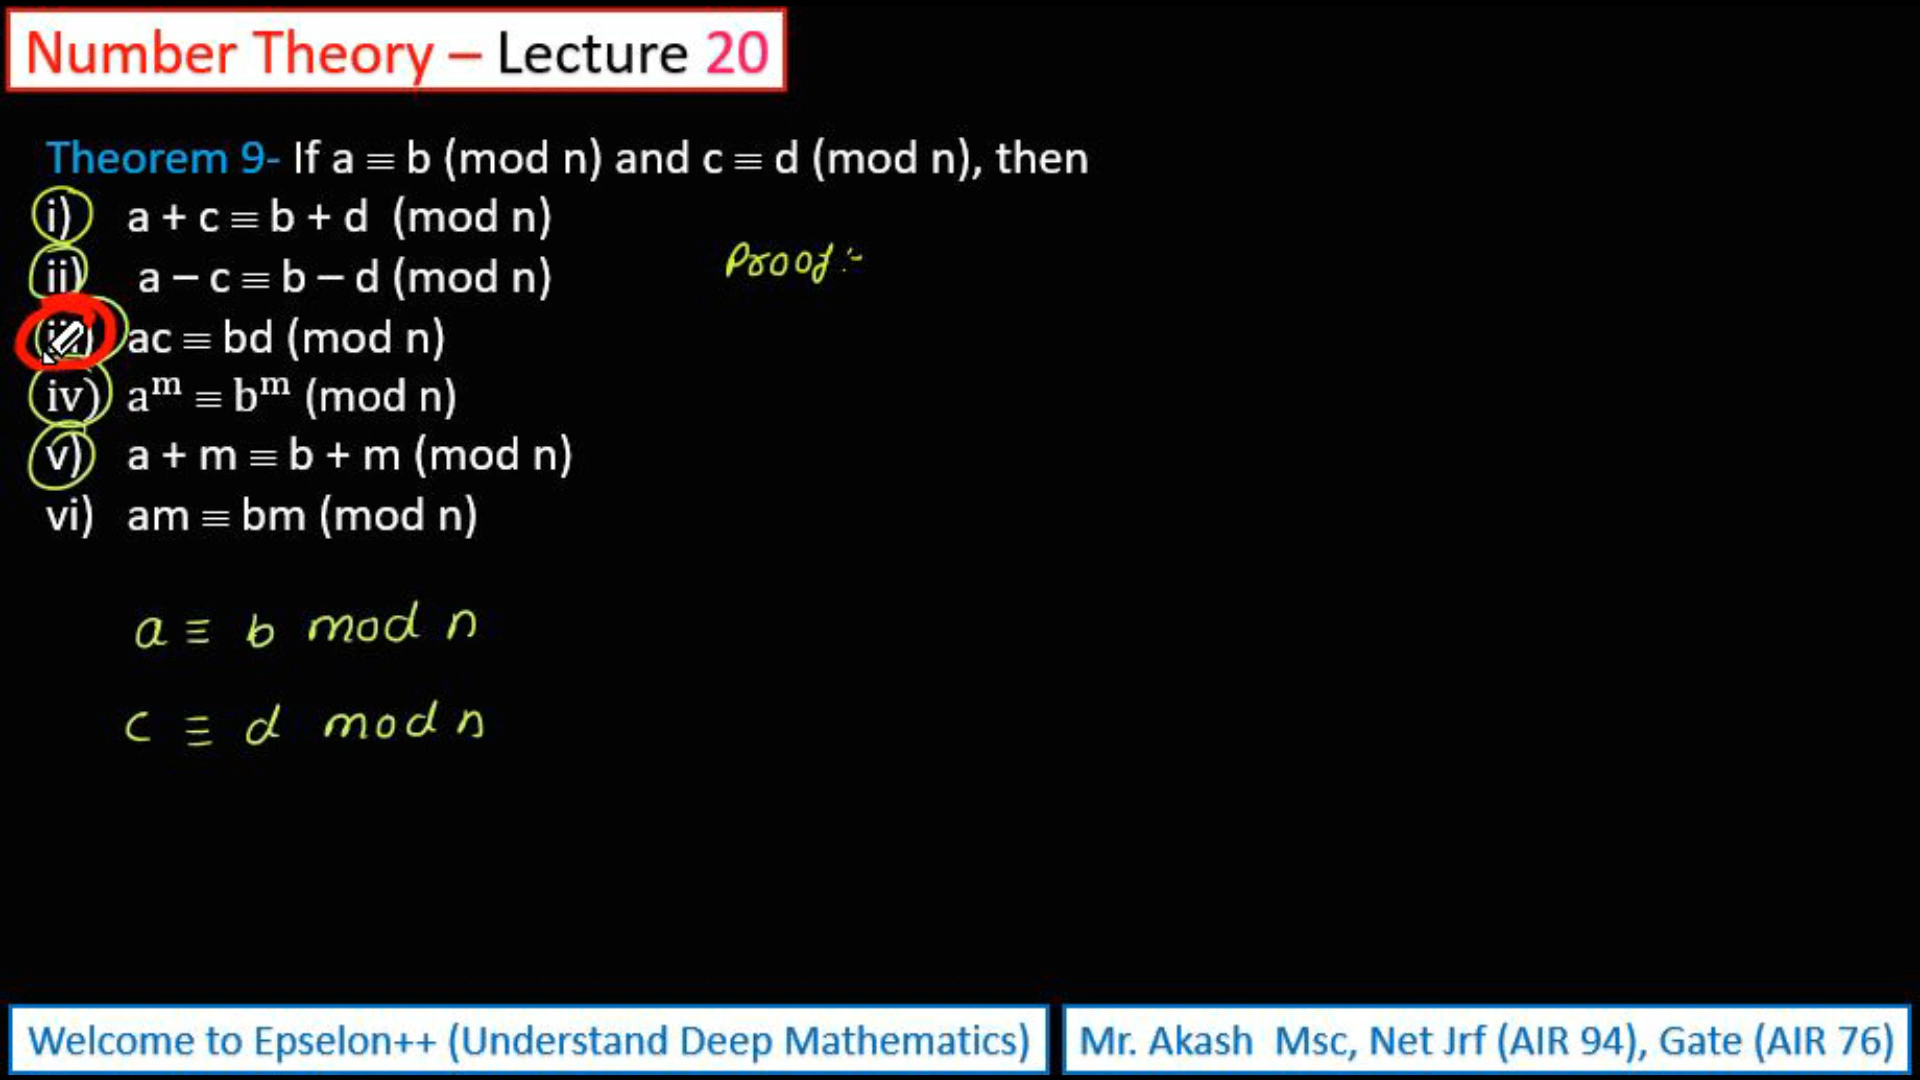 Number Theory – Lecture 20
Theorem 9- If a ≡ b (mod n) and c ≡ d (mod n), then
i) a + c ≡ b + d (mod n)
ii) a – c ≡ b – d (mod n)
Proof :-
ac ≡ bd (mod n)
iv) aᵐ ≡ bᵐ (mod n)
v) a + m ≡ b + m (mod n)
vi) am ≡ bm (mod n)
a ≡ b mod n
c ≡ d mod n
Welcome to Epselon++ (Understand Deep Mathematics)
Mr. Akash Msc, Net Jrf (AIR 94), Gate (AIR 76)